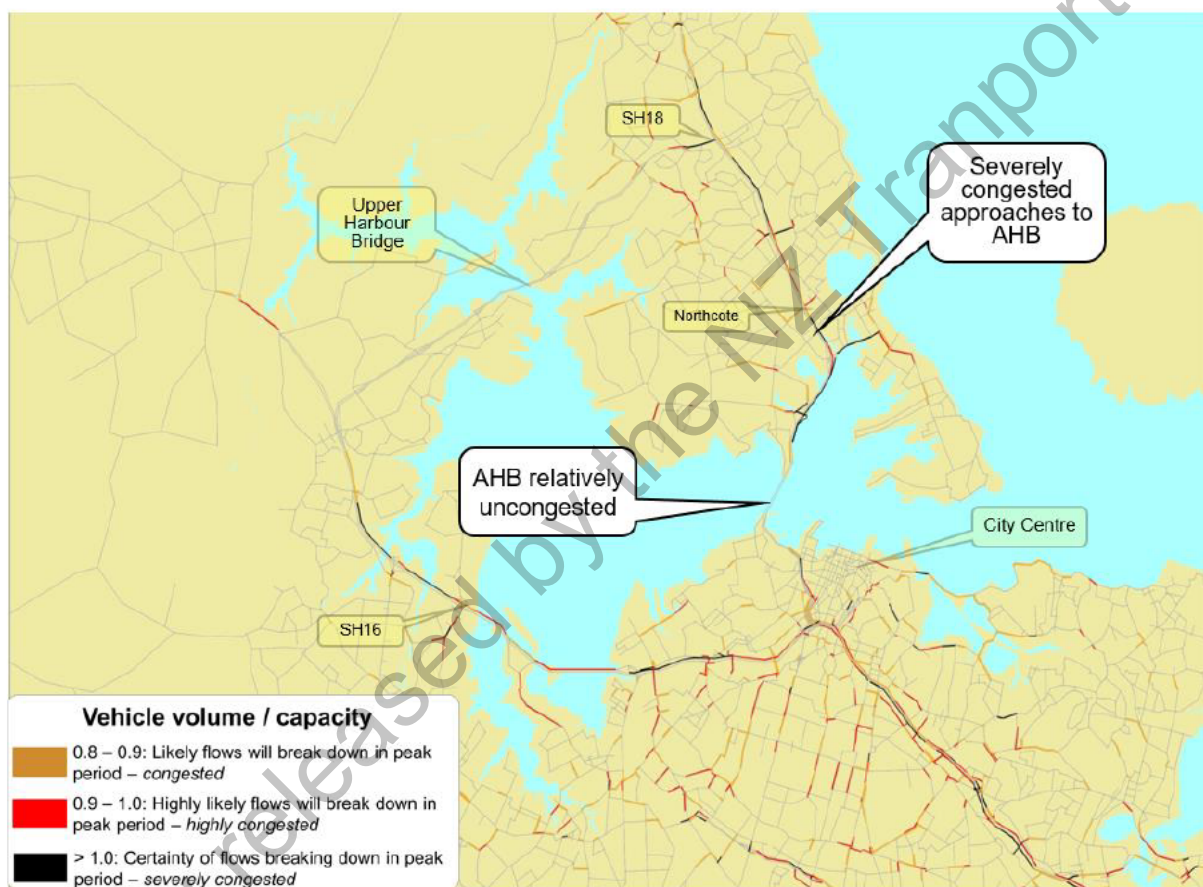 SH18
Severely
congested
approaches to
AHB
Upper
Harbour
Bridge
Northcote
AHB relatively
uncongested
City Centre
SH16
Vehicle volume / capacity
0.8 – 0.9: Likely flows will break down in peak
period – congested
0.9 – 1.0: Highly likely flows will break down in
peak period – highly congested
> 1.0: Certainty of flows breaking down in peak
period – severely congested
released by the NZ Tranport